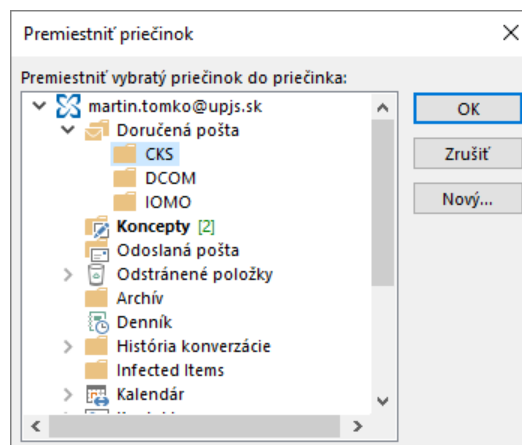 Premiestniť priečinok
Premiestniť vybratý priečinok do priečinka:
martin.tomko@upjs.sk
Doručená pošta
CKS
DCOM
IOMO
Koncepty [2]
Odoslaná pošta
Odstránené položky
Archív
Denník
História konverzácie
Infected Items
Kalendár
OK
Zrušiť
Nový...